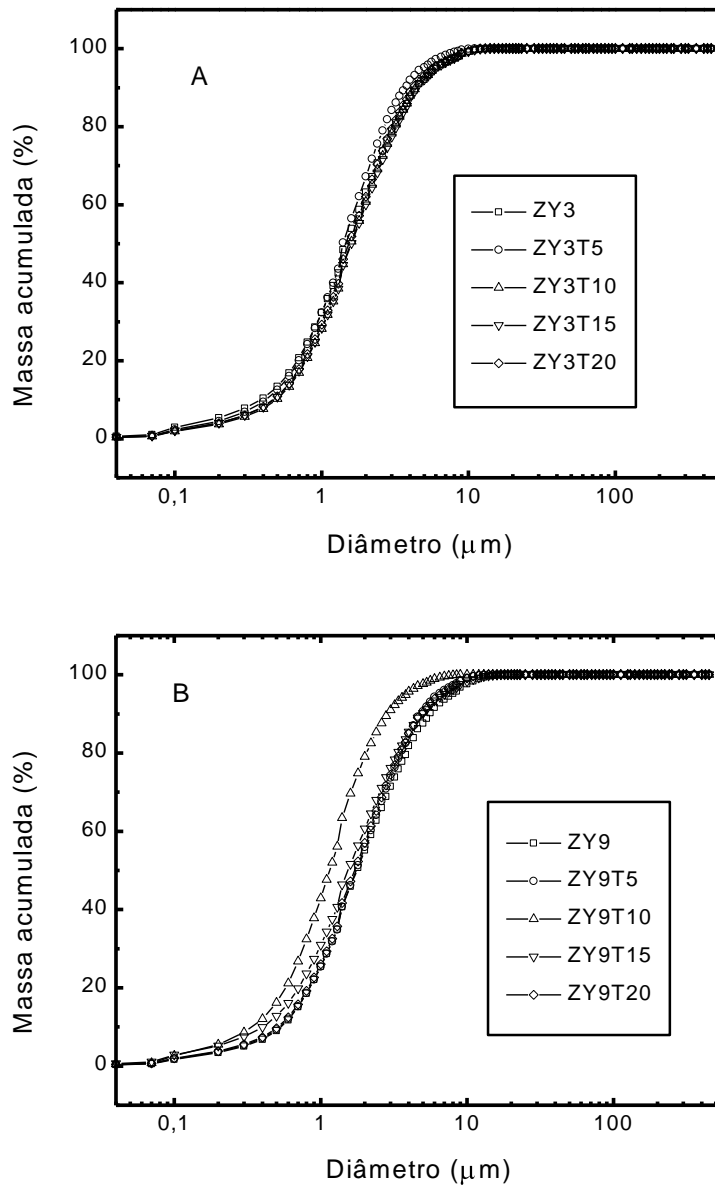 A
100
80
60
40
20
0
Massa acumulada (%)
ZY3
ZY3T5
ZY3T10
ZY3T15
ZY3T20
0,1
1
10
100
Diâmetro (μm)
B
100
80
60
40
20
0
Massa acumulada (%)
ZY9
ZY9T5
ZY9T10
ZY9T15
ZY9T20
0,1
1
10
100
Diâmetro (μm)